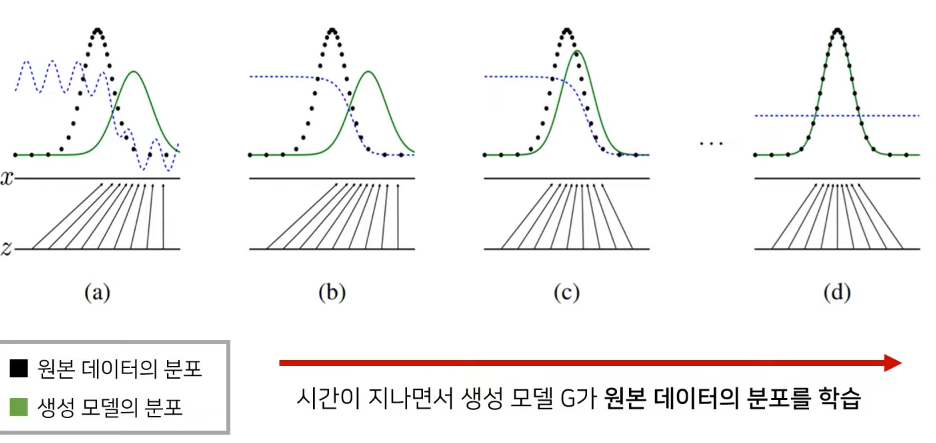 x
z
...
(a)
(b)
(c)
(d)
원본 데이터의 분포
생성 모델의 분포
시간이 지나면서 생성 모델 G가 원본 데이터의 분포를 학습